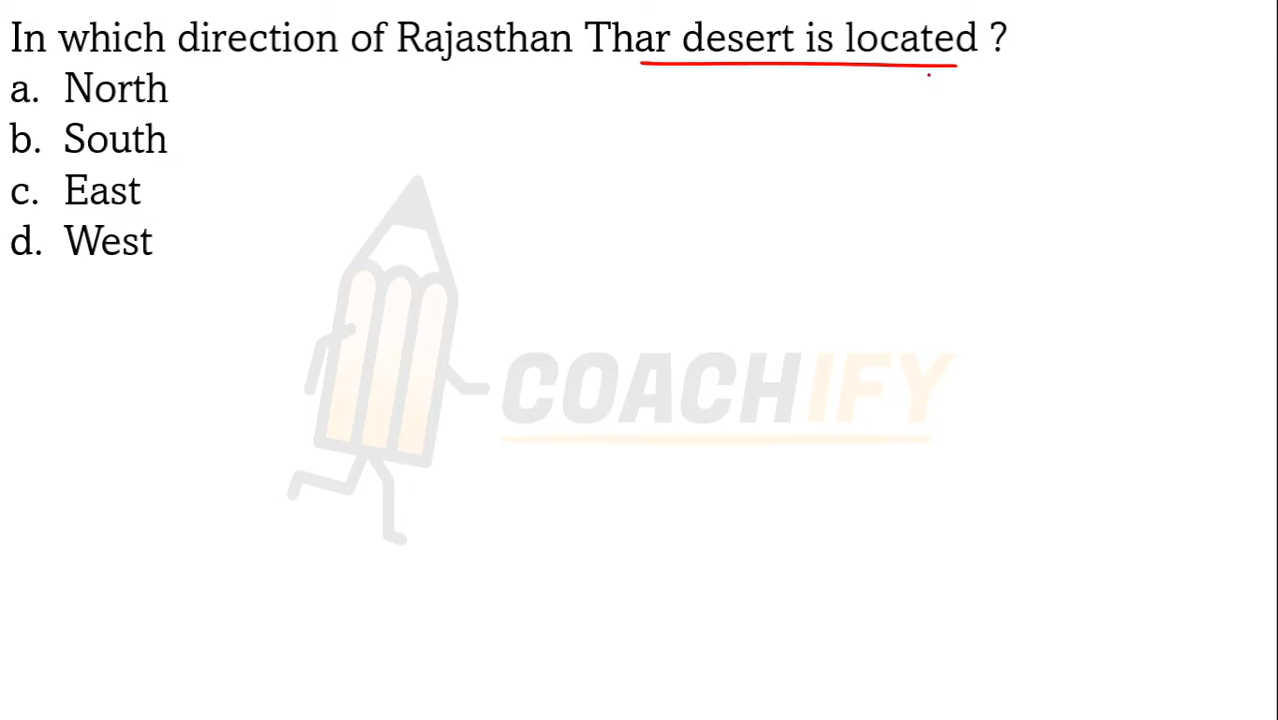 In which direction of Rajasthan Thar desert is located ?
a. North
b. South
c. East
d. West
COACHIFY